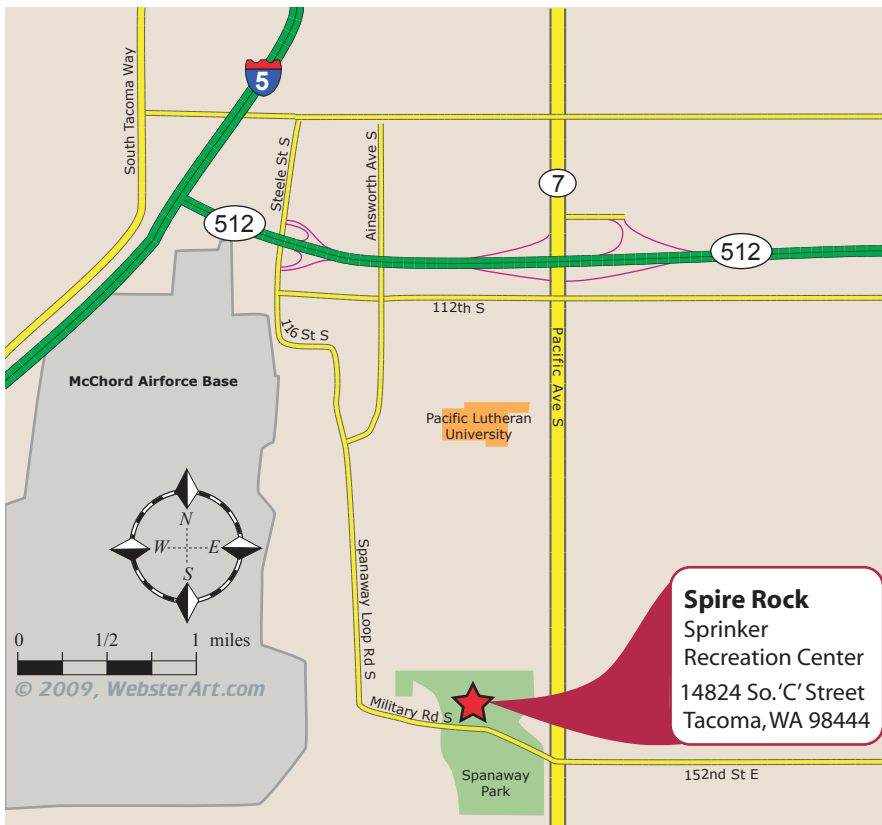 5
South Tacoma Way
Steele St S
Ainsworth Ave S
7
512
512
112th S
116 St S
Pacific Ave S
McChord Airforce Base
Pacific Lutheran
University
N
W
E
S
0 1/2 1 miles
© 2009, WebsterArt.com
Spanaway Loop Rd S
Military Rd S
Spire Rock
Sprinker
Recreation Center
14824 So.'C' Street
Tacoma, WA 98444
Spanaway
Park
152nd St E